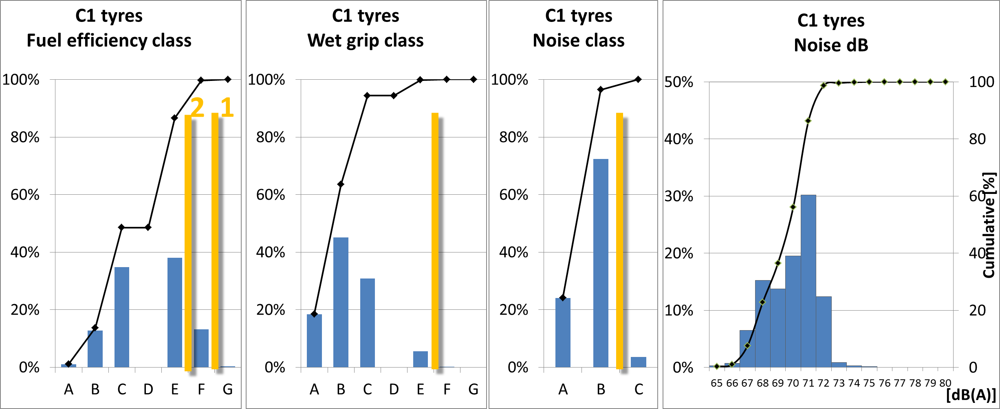 C1 tyres
Fuel efficiency class
100%
80%
60%
40%
20%
0%
2 1
A B C D E F G
C1 tyres
Wet grip class
100%
80%
60%
40%
20%
0%
A B C D E F G
C1 tyres
Noise class
100%
80%
60%
40%
20%
0%
A B C
C1 tyres
Noise dB
50%
40%
30%
20%
10%
0%
100
80
60
40
20
0
Cumulative [%]
65 66 67 68 69 70 71 72 73 74 75 76 77 78 79 80
[dB(A)]